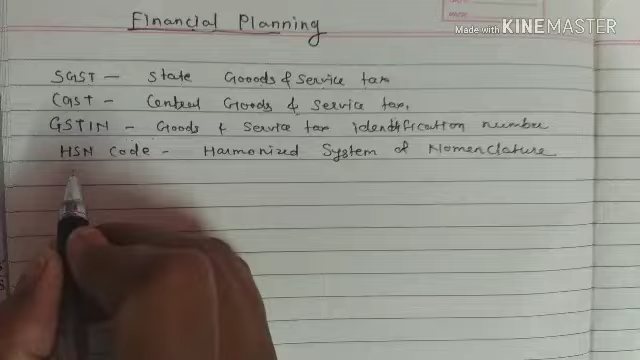 Financial Planning
Made with KINEMASTER
SGST - State Gooods & Service tax
CGST - Central Goods & Service tax,
GSTIN - Goods & Service tax identification number
HSN Code - Harmonized System of Nomenclature